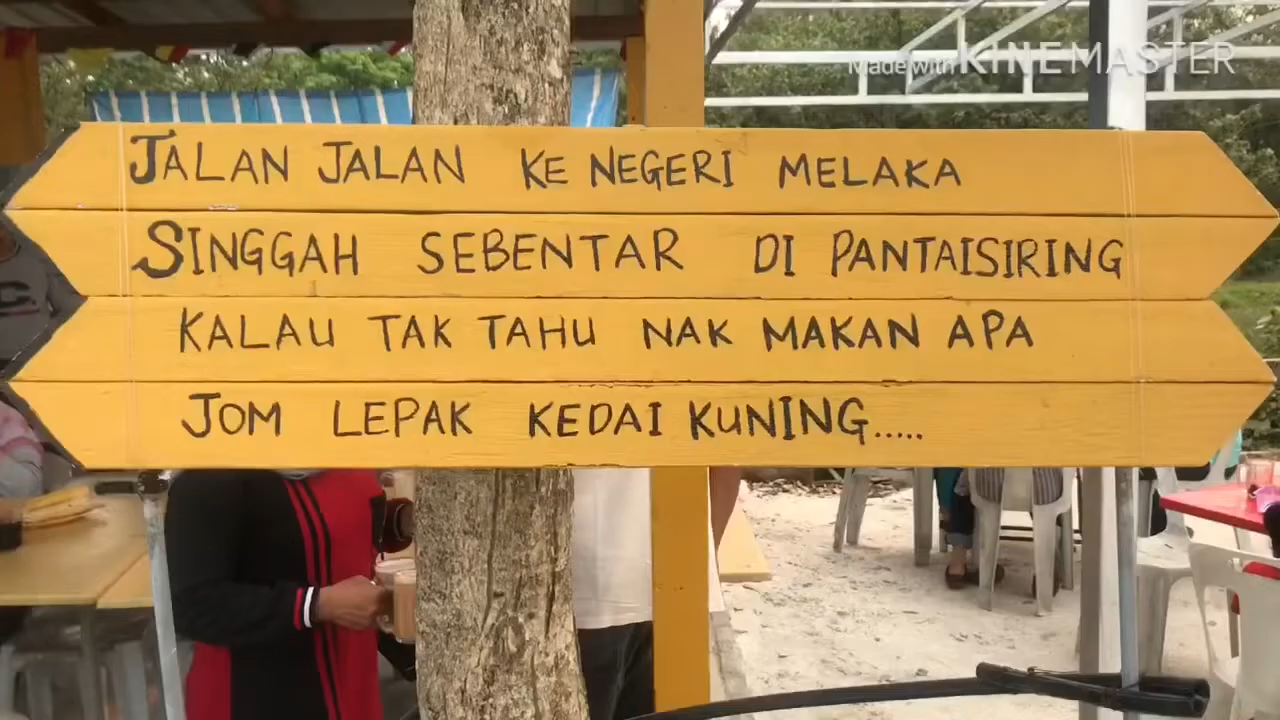 Made with KINEMASTER
JALAN JALAN KE NEGERI MELAKA
SINGGAH SEBENTAR DI PANTAISIRING
KALAU TAK TAHU NAK MAKAN APA
JOM LEPAK KEDAI KUNING.....
C.